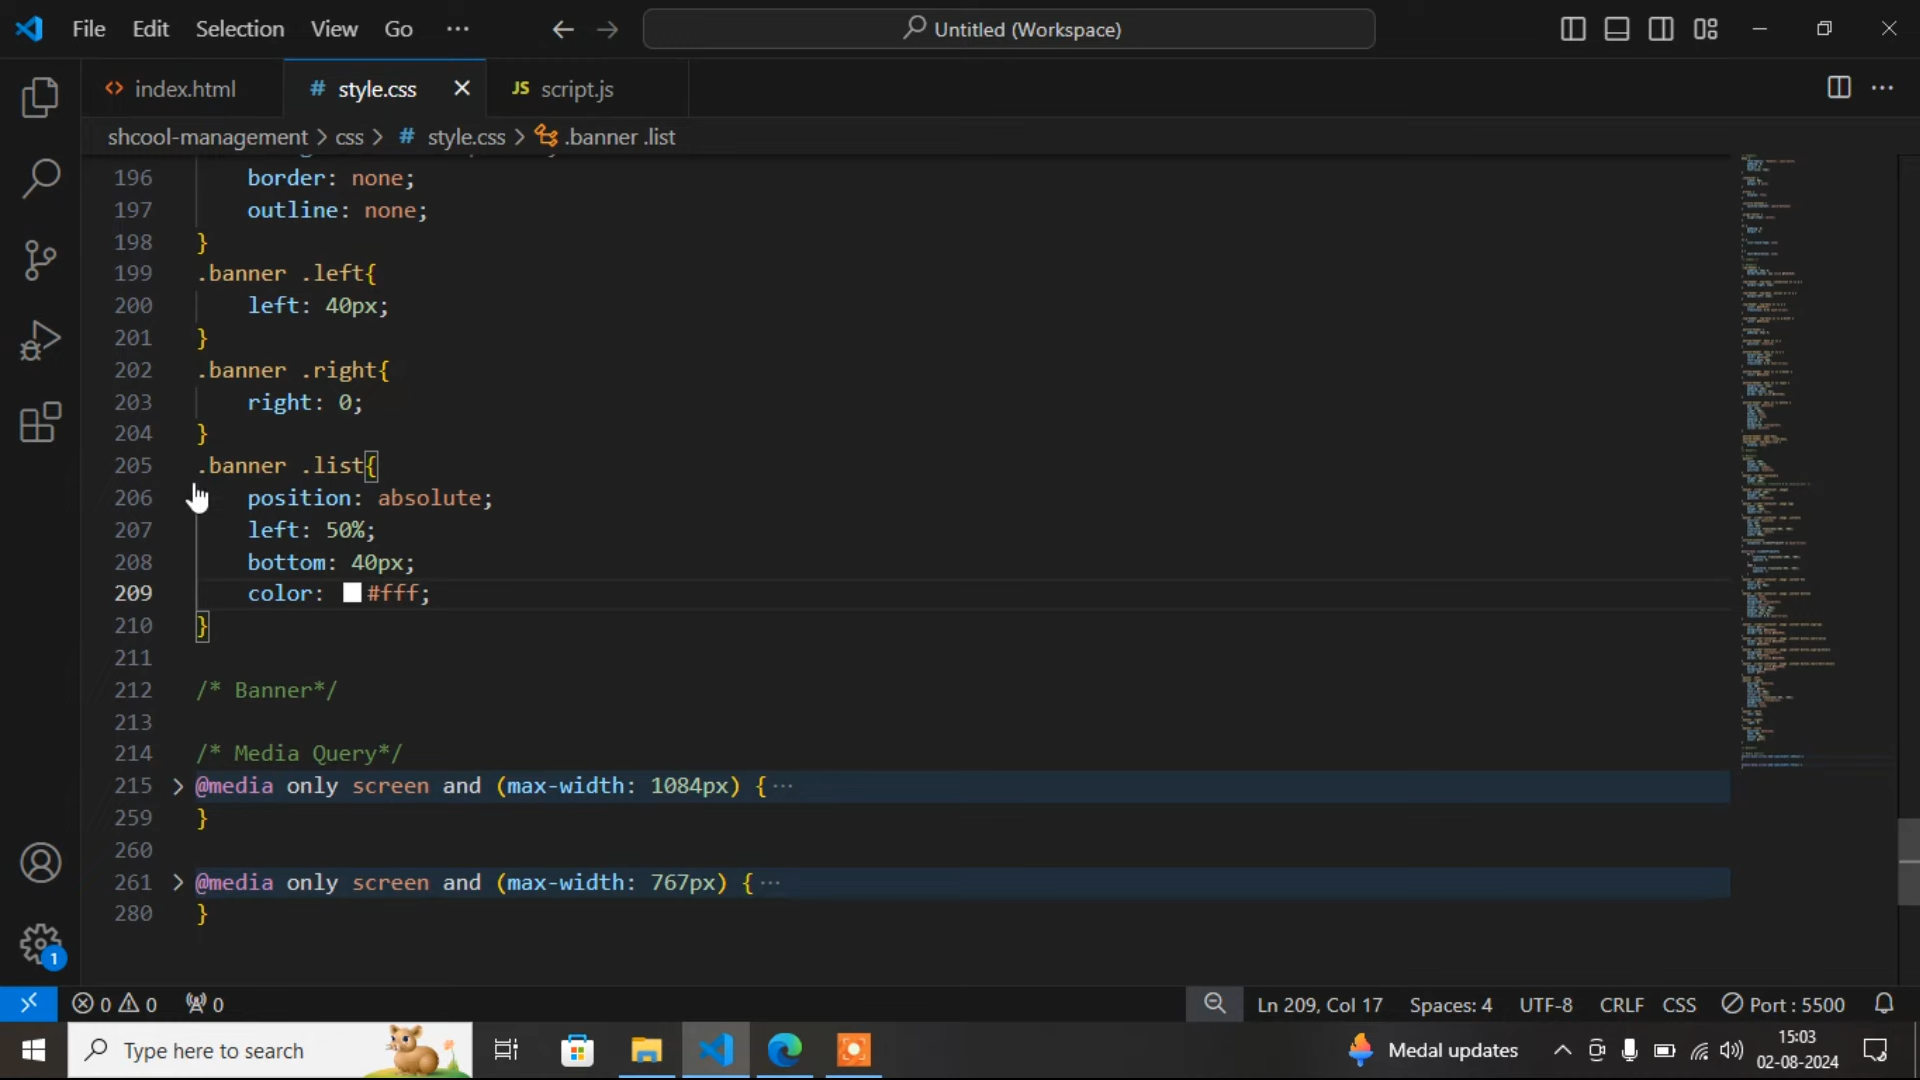 File Edit Selection View Go ··· Untitled (Workspace)
<> index.html # style.css JS script.js
shcool-management > css > # style.css > .banner .list
196 border: none;
197 outline: none;
198 }
199 .banner .left{
200 left: 40px;
201 }
202 .banner .right{
203 right: 0;
204 }
205 .banner .list{
206 position: absolute;
207 left: 50%;
208 bottom: 40px;
209 color: #fff;
210 }
211
212 /* Banner*/
213
214 /* Media Query*/
215 @media only screen and (max-width: 1084px) {···
259 }
260
261 @media only screen and (max-width: 767px) {···
280 }
1
0 0 0 Ln 209, Col 17 Spaces: 4 UTF-8 CRLF CSS Port : 5500
Type here to search Medal updates 15:03
02-08-2024